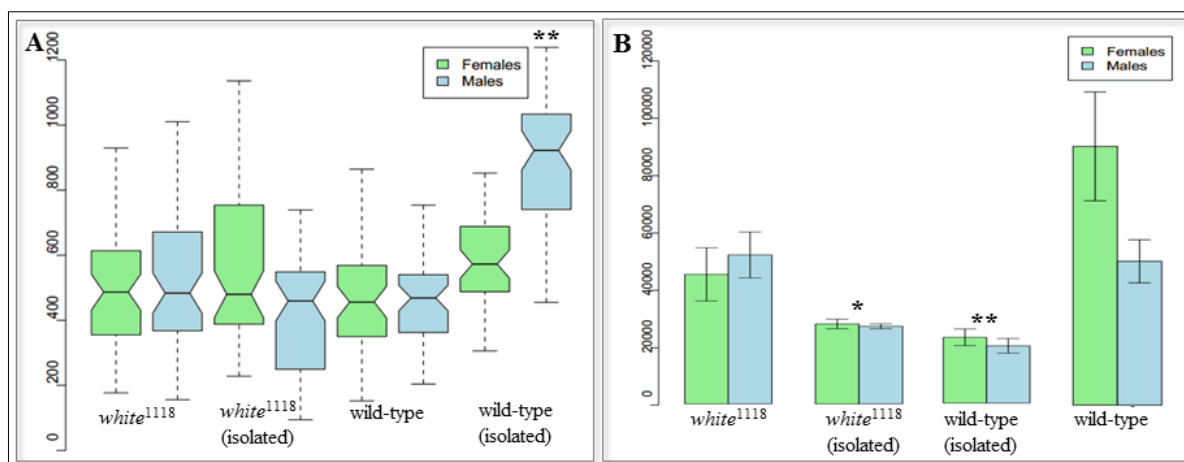 A
**
Females
Males
1200
1000
800
600
400
200
0
white1118
white1118
(isolated)
wild-type
wild-type
(isolated)
B
Females
Males
120000
100000
80000
60000
40000
20000
0
*
**
white1118
white1118
(isolated)
wild-type
(isolated)
wild-type